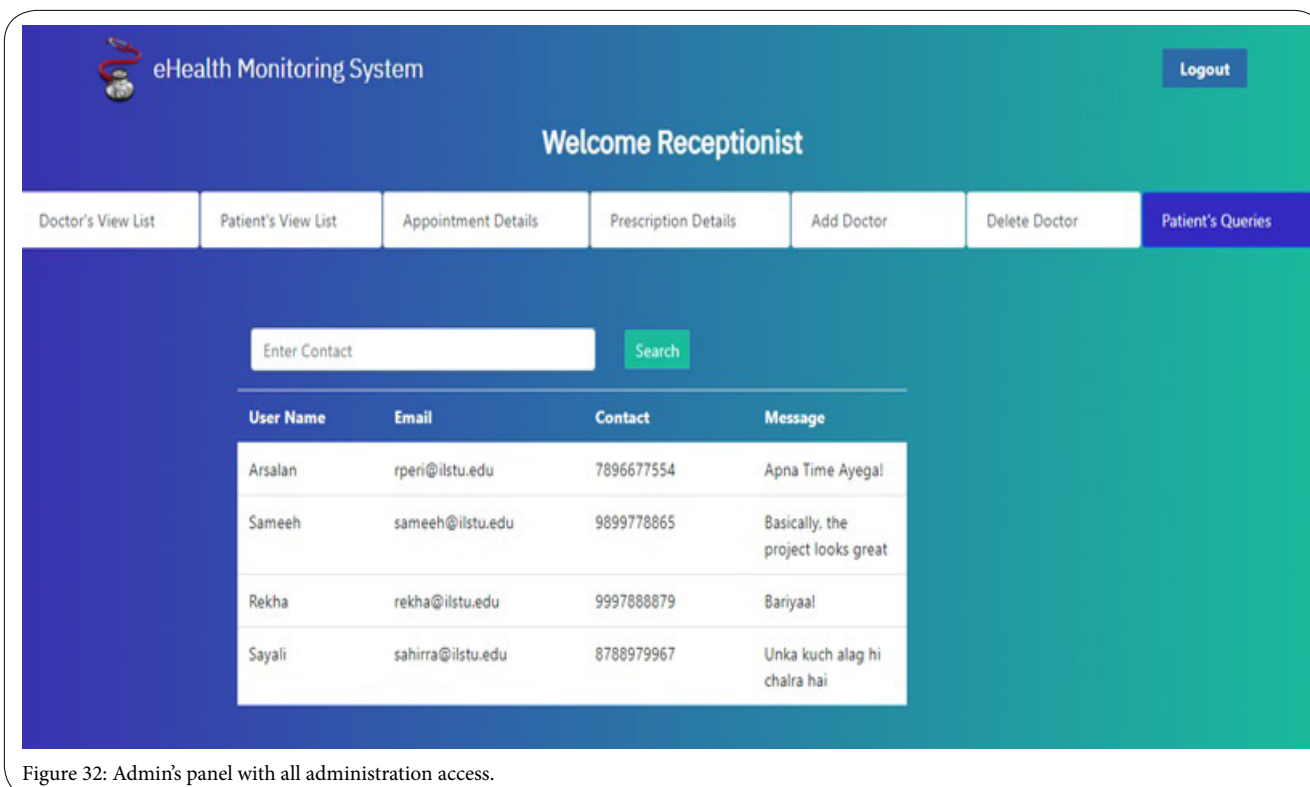 eHealth Monitoring System
Logout
Welcome Receptionist
Doctor's View List
Patient's View List
Appointment Details
Prescription Details
Add Doctor
Delete Doctor
Patient's Queries
Enter Contact
Search
User Name Email Contact Message
Arsalan rperi@ilstu.edu 7896677554 Apna Time Ayega!
Sameeh sameeh@ilstu.edu 9899778865 Basically, the
project looks great
Rekha rekha@ilstu.edu 9997888879 Bariyaa!
Sayali sahirra@ilstu.edu 8788979967 Unka kuch alag hi
chalra hai
Figure 32: Admin's panel with all administration access.